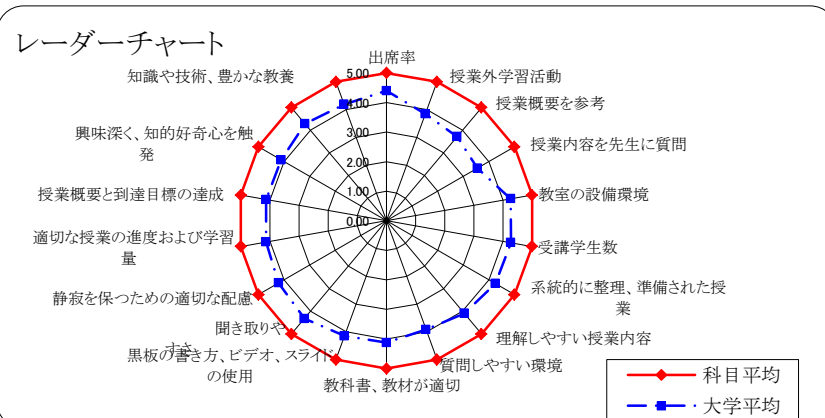 レーダーチャート
出席率
授業外学習活動
授業概要を参考
授業内容を先生に質問
教室の設備環境
受講学生数
系統的に整理、準備された授
業
理解しやすい授業内容
質問しやすい環境
教科書、教材が適切
黒板の書き方、ビデオ、スライド
の使用
聞き取りや
すさ
静寂を保つための適切な配慮
適切な授業の進度および学習
量
授業概要と到達目標の達成
興味深く、知的好奇心を触
発
知識や技術、豊かな教養
5.00
4.00
3.00
2.00
1.00
0.00
科目平均
大学平均